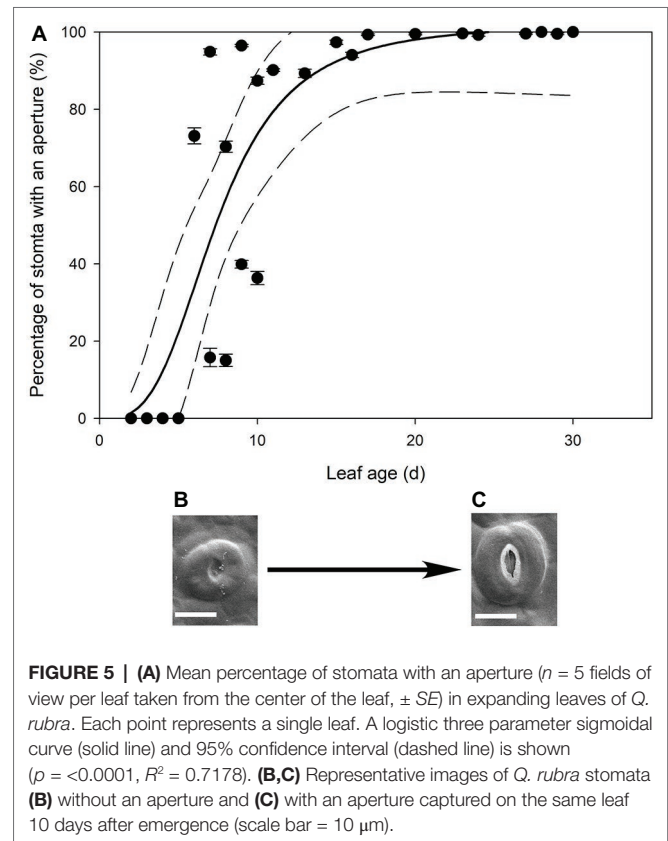 A
Percentage of stomta with an aperture (%)
100
80
60
40
20
0
0
10
20
30
Leaf age (d)
B
C
FIGURE 5 | (A) Mean percentage of stomata with an aperture (n = 5 fields of
view per leaf taken from the center of the leaf, ± SE) in expanding leaves of Q.
rubra. Each point represents a single leaf. A logistic three parameter sigmoidal
curve (solid line) and 95% confidence interval (dashed line) is shown
(p = <0.0001, R² = 0.7178). (B,C) Representative images of Q. rubra stomata
(B) without an aperture and (C) with an aperture captured on the same leaf
10 days after emergence (scale bar = 10 μm).